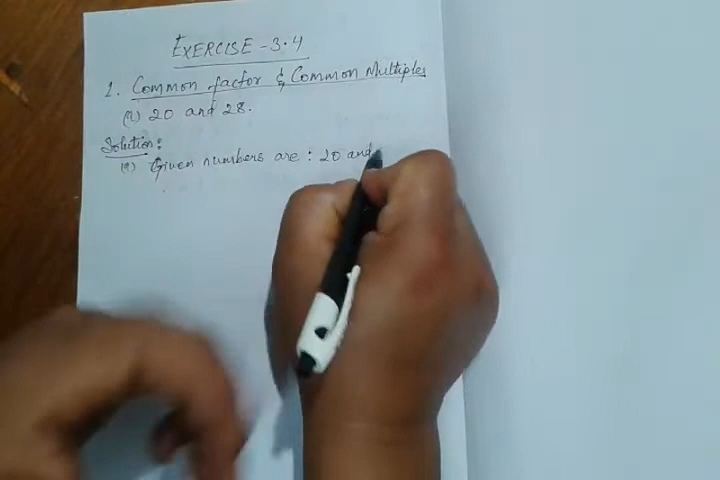 EXERCISE - 3.4
1. Common factor & Common Multiples
(a) 20 and 28.
Solution:
(a) Given numbers are : 20 and